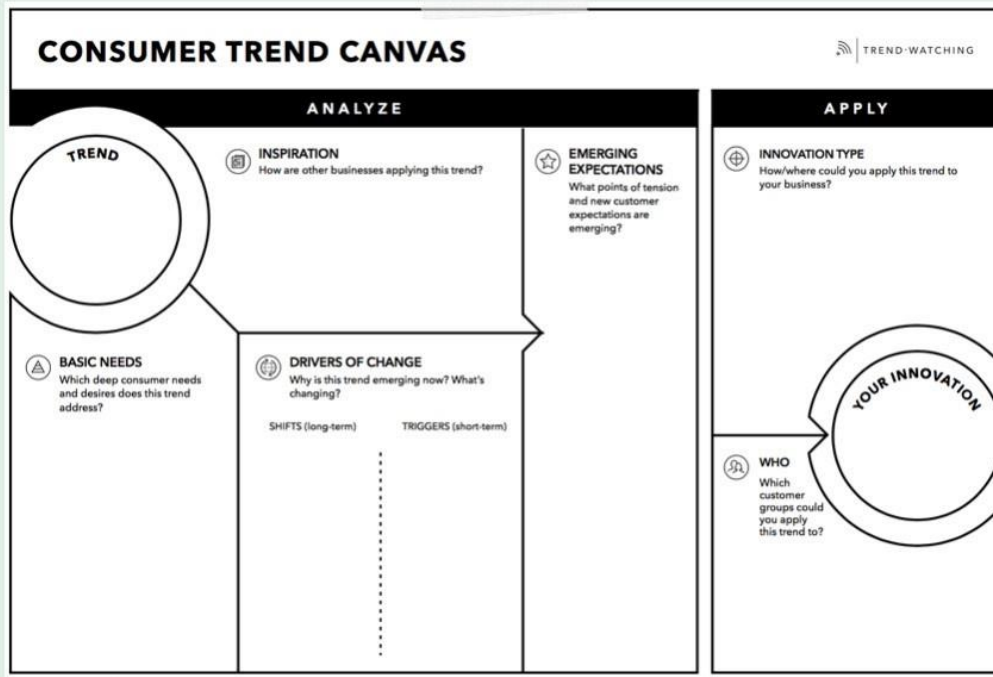 CONSUMER TREND CANVAS
TREND·WATCHING
ANALYZE
TREND
INSPIRATION
How are other businesses applying this trend?
EMERGING
EXPECTATIONS
What points of tension
and new customer
expectations are
emerging?
BASIC NEEDS
Which deep consumer needs
and desires does this trend
address?
DRIVERS OF CHANGE
Why is this trend emerging now? What's
changing?
SHIFTS (long-term)
TRIGGERS (short-term)
APPLY
INNOVATION TYPE
How/where could you apply this trend to
your business?
YOUR INNOVATION
WHO
Which
customer
groups could
you apply
this trend to?